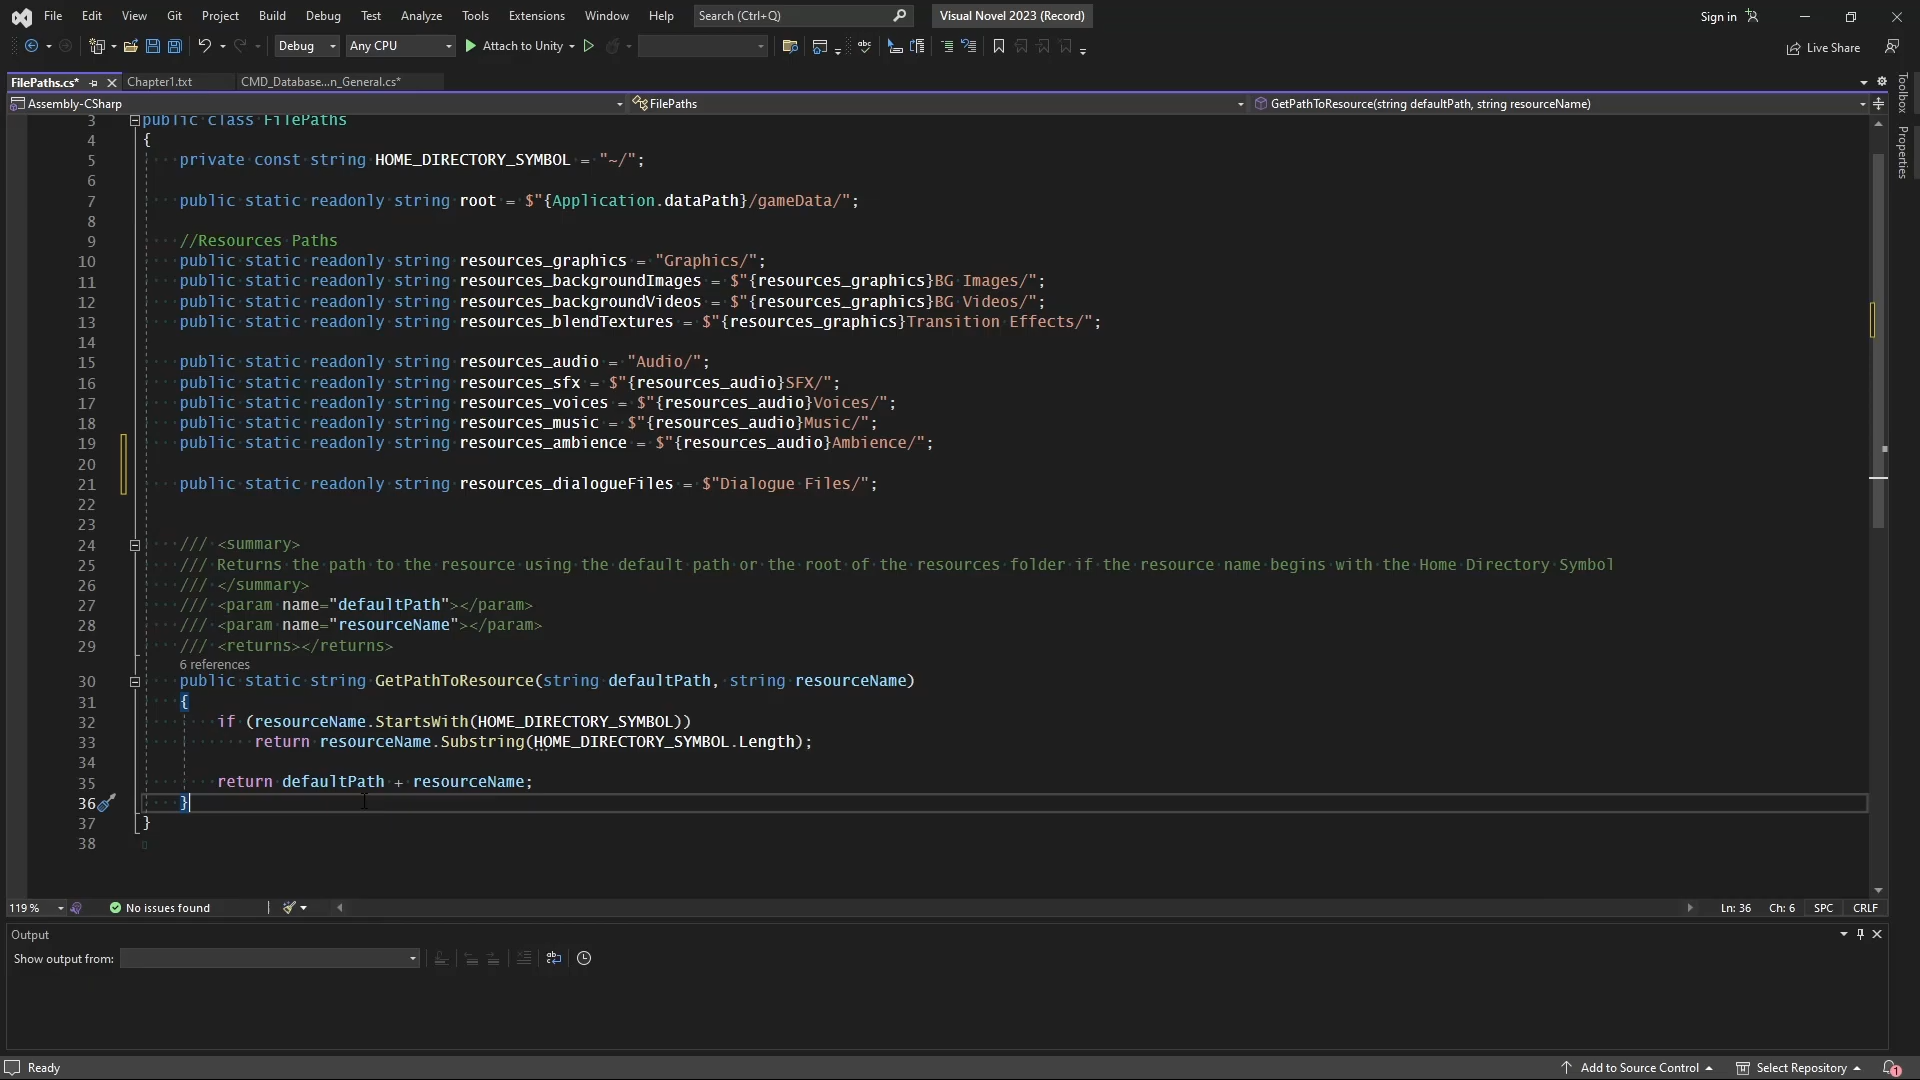 File Edit View Git Project Build Debug Test Analyze Tools Extensions Window Help Search (Ctrl+Q) Visual Novel 2023 (Record) Sign in
Debug Any CPU Attach to Unity Live Share
FilePaths.cs* Chapter1.txt CMD_Database...n_General.cs*
Assembly-CSharp FilePaths GetPathToResource(string defaultPath, string resourceName)
Toolbox
Properties
3 public class FilePaths
4 {
5 private const string HOME_DIRECTORY_SYMBOL = "~/";
6
7 public static readonly string root = $"{Application.dataPath}/gameData/";
8
9 //Resources Paths
10 public static readonly string resources_graphics = "Graphics/";
11 public static readonly string resources_backgroundImages = $"{resources_graphics}BG Images/";
12 public static readonly string resources_backgroundVideos = $"{resources_graphics}BG Videos/";
13 public static readonly string resources_blendTextures = $"{resources_graphics}Transition Effects/";
14
15 public static readonly string resources_audio = "Audio/";
16 public static readonly string resources_sfx = $"{resources_audio}SFX/";
17 public static readonly string resources_voices = $"{resources_audio}Voices/";
18 public static readonly string resources_music = $"{resources_audio}Music/";
19 public static readonly string resources_ambience = $"{resources_audio}Ambience/";
20
21 public static readonly string resources_dialogueFiles = $"Dialogue Files/";
22
23
24 /// <summary>
25 /// Returns the path to the resource using the default path or the root of the resources folder if the resource name begins with the Home Directory Symbol
26 /// </summary>
27 /// <param name="defaultPath"></param>
28 /// <param name="resourceName"></param>
29 /// <returns></returns>
6 references
30 public static string GetPathToResource(string defaultPath, string resourceName)
31 {
32 if (resourceName.StartsWith(HOME_DIRECTORY_SYMBOL))
33 return resourceName.Substring(HOME_DIRECTORY_SYMBOL.Length);
34
35 return defaultPath + resourceName;
36 }
37 }
38
119 % No issues found Ln: 36 Ch: 6 SPC CRLF
Output
Show output from:
Ready Add to Source Control Select Repository 1